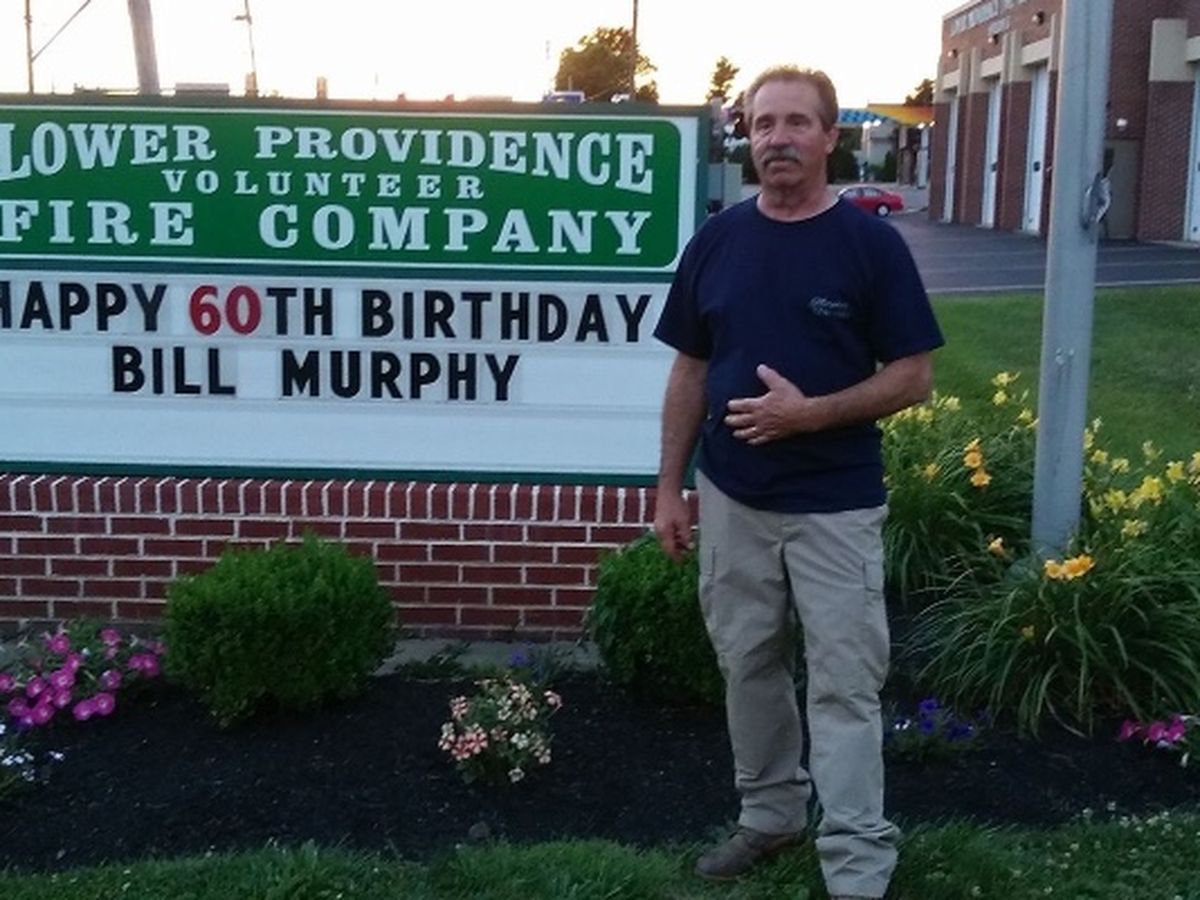 LOWER PROVIDENCE
VOLUNTEER
FIRE COMPANY
HAPPY 60TH BIRTHDAY
BILL MURPHY